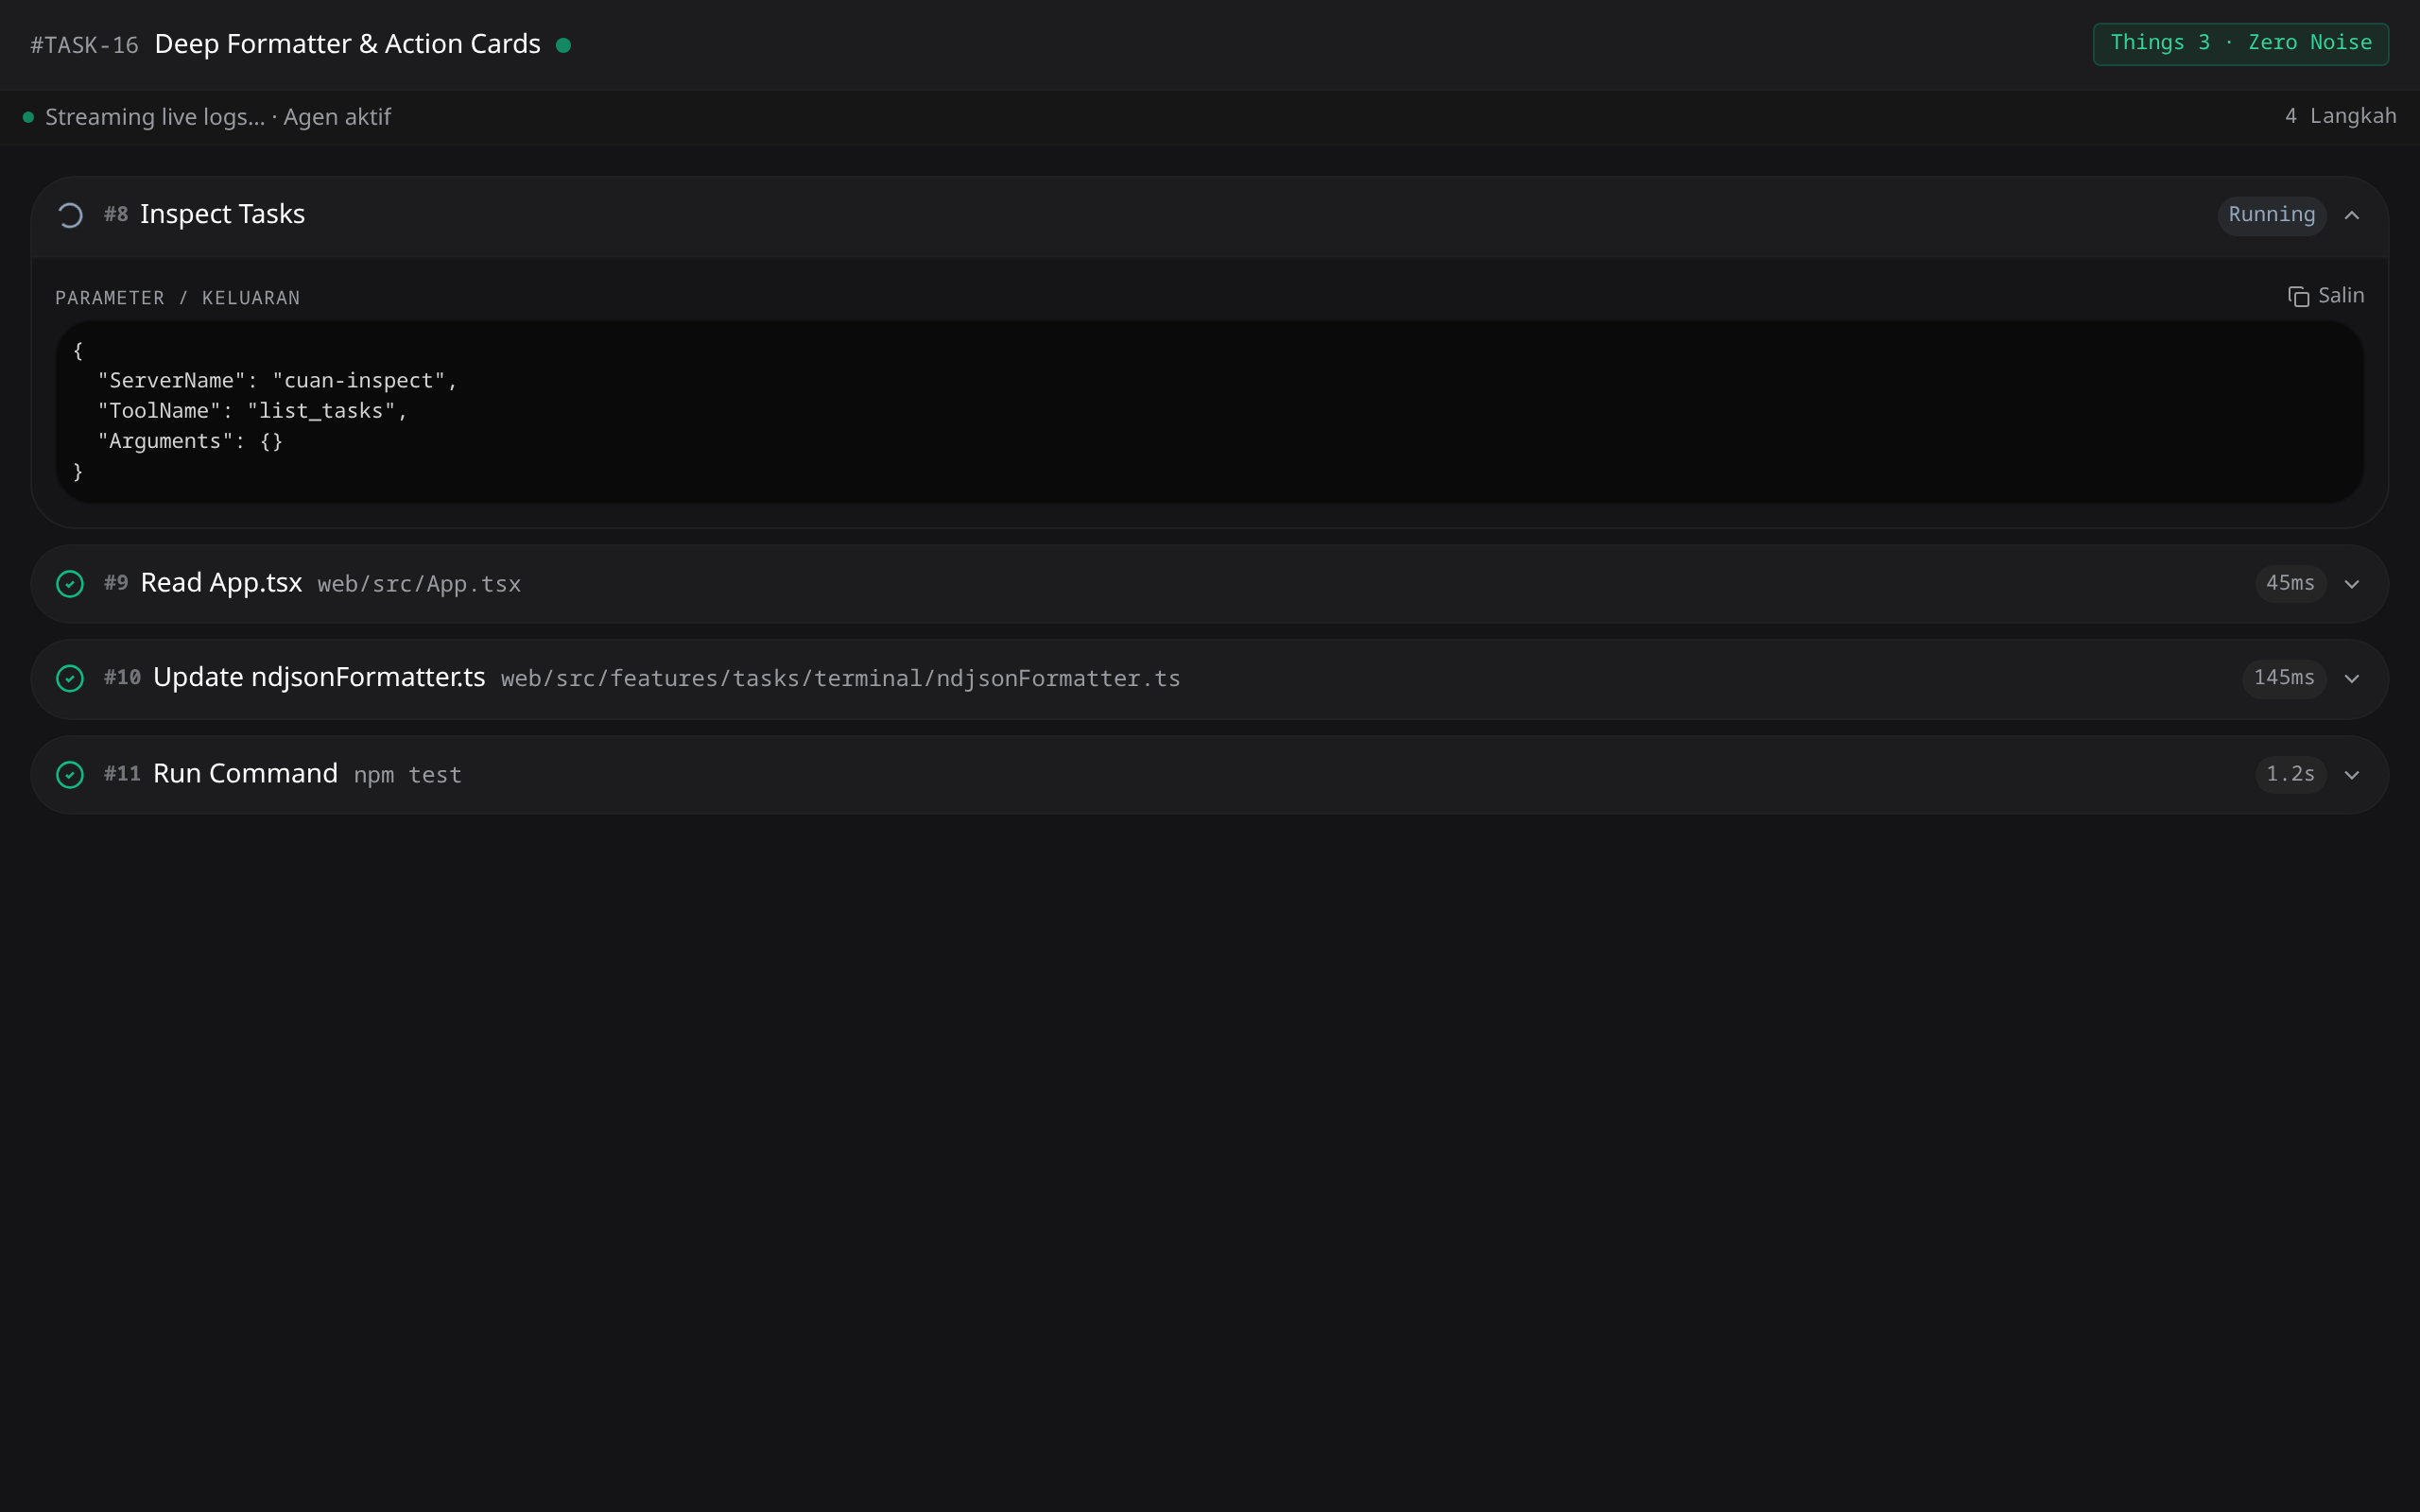 #TASK-16 Deep Formatter & Action Cards
Things 3 · Zero Noise
Streaming live logs... · Agen aktif
4 Langkah
#8 Inspect Tasks
Running
PARAMETER / KELUARAN
Salin
{
  "ServerName": "cuan-inspect",
  "ToolName": "list_tasks",
  "Arguments": {}
}
#9 Read App.tsx web/src/App.tsx
45ms
#10 Update ndjsonFormatter.ts web/src/features/tasks/terminal/ndjsonFormatter.ts
145ms
#11 Run Command npm test
1.2s